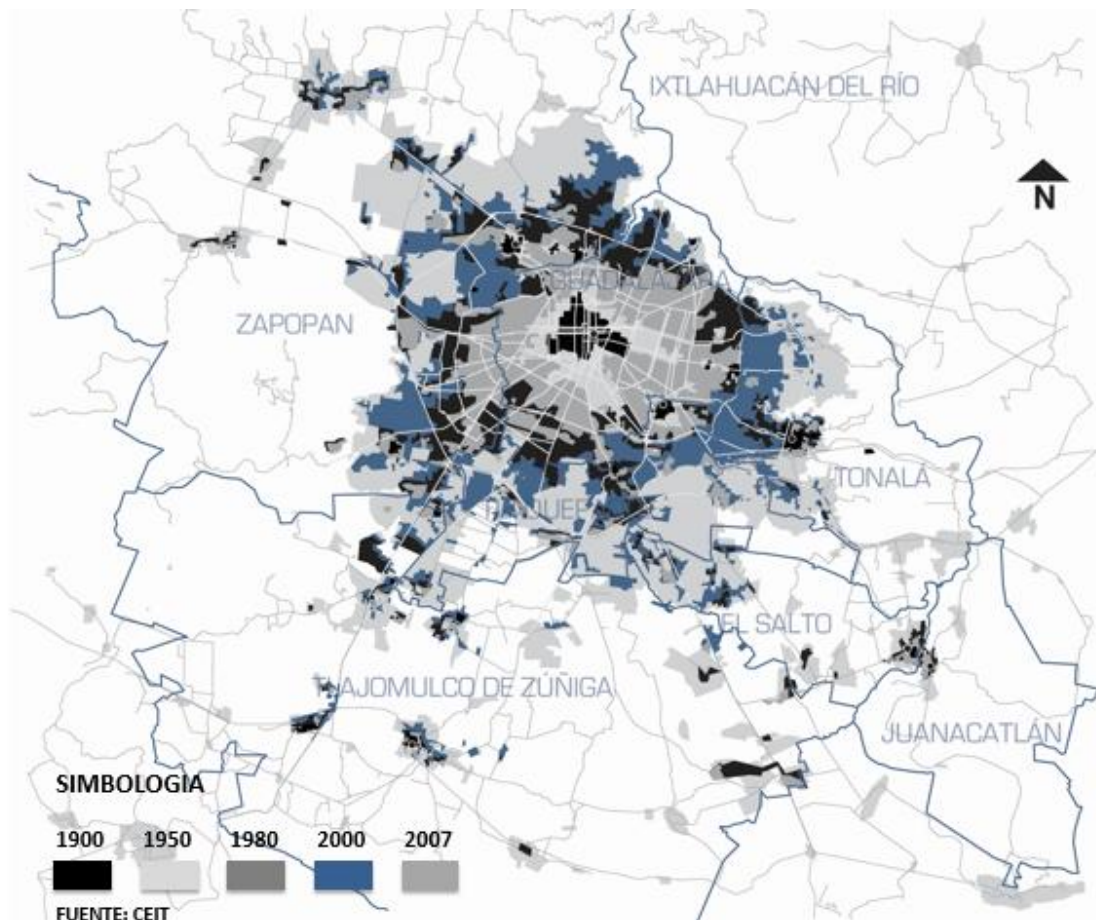 IXTLAHUACÁN DEL RÍO
N
GUADALAJARA
ZAPOPAN
TONALÁ
EL SALTO
TLAJOMULCO DE ZÚÑIGA
JUANACATLÁN
SIMBOLOGIA
1900 1950 1980 2000 2007
FUENTE: CEIT